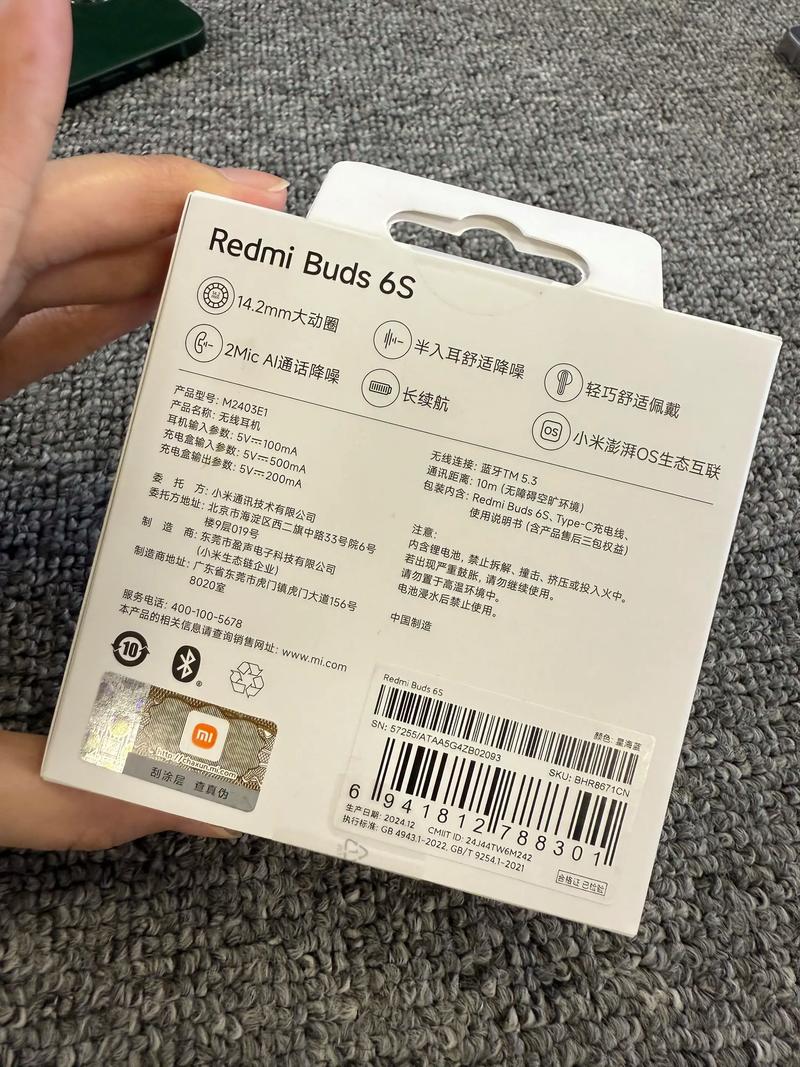 Redmi Buds 6S
14.2mm大动圈
半入耳舒适降噪
轻巧舒适佩戴
2Mic AI通话降噪
长续航
OS
小米澎湃OS生态互联
产品型号: M2403E1
产品名称: 无线耳机
耳机输入参数: 5V⎓100mA
充电盒输入参数: 5V⎓500mA
充电盒输出参数: 5V⎓200mA
委 托 方: 小米通讯技术有限公司
委托方地址: 北京市海淀区西二旗中路33号院6号
楼9层019号
制 造 商: 东莞市盈声电子科技有限公司
(小米生态链企业)
制造商地址: 广东省东莞市虎门镇虎门大道156号
8020室
服务电话: 400-100-5678
本产品的相关信息请查询销售网址: www.mi.com
无线连接: 蓝牙TM 5.3
通讯距离: 10m (无障碍空旷环境)
包装内含: Redmi Buds 6S、Type-C充电线、
使用说明书 (含产品售后三包权益)
注意:
内含锂电池, 禁止拆解、撞击、挤压或投入火中。
若出现严重鼓胀, 请勿继续使用。
请勿置于高温环境中。
电池浸水后禁止使用。
中国制造
10
mi
http://chaxun.mi.com
刮涂层 查真伪
Redmi Buds 6S
颜色: 星海蓝
SN: 57255/ATAA5G4ZB02093
SKU: BHR8671CN
6 941812 788301
生产日期: 2024.12 CMIIT ID: 24J44TW6M242
执行标准: GB 4943.1-2022, GB/T 9254.1-2021
合格证 已检验